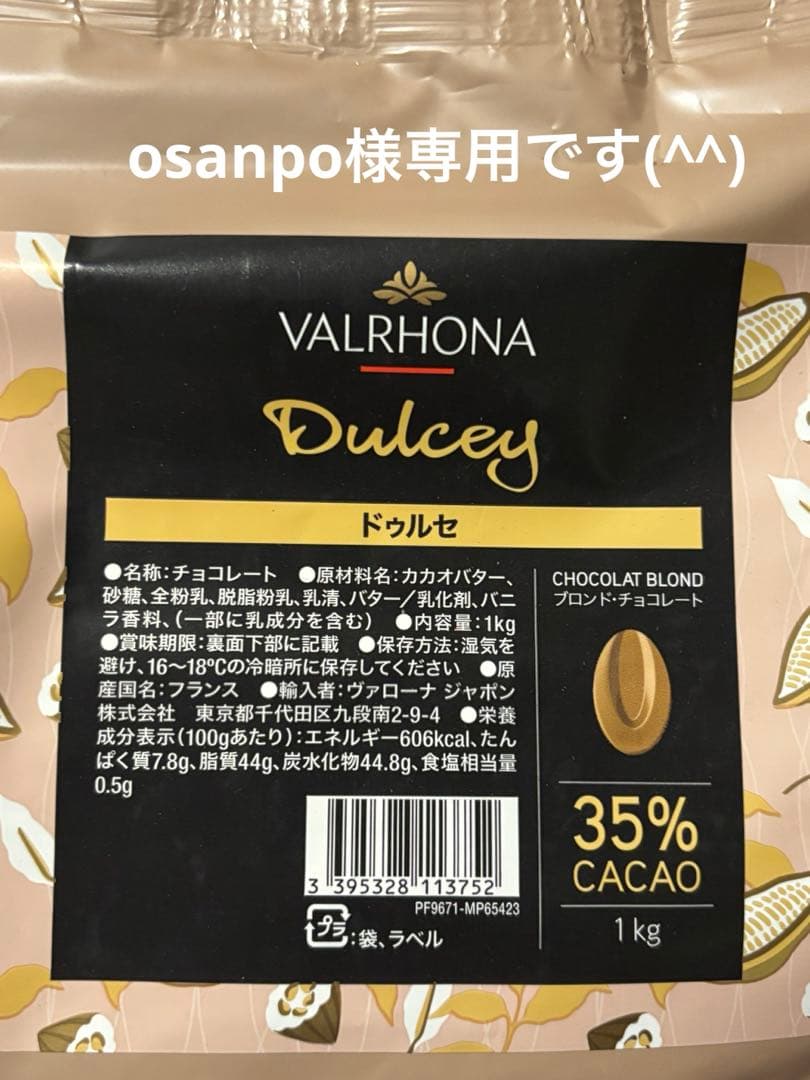 osanpo様専用です(^^)
VALRHONA
Dulcey
ドゥルセ
●名称:チョコレート ●原材料名:カカオバター、
砂糖、全粉乳、脱脂粉乳、乳清、バター/乳化剤、バニ
ラ香料、(一部に乳成分を含む) ●内容量:1kg
●賞味期限:裏面下部に記載 ●保存方法:湿気を
避け、16〜18ºCの冷暗所に保存してください ●原
産国名:フランス ●輸入者:ヴァローナ ジャポン
株式会社 東京都千代田区九段南2-9-4 ●栄養
成分表示(100gあたり):エネルギー606kcal、たん
ぱく質7.8g、脂質44g、炭水化物44.8g、食塩相当量
0.5g
CHOCOLAT BLOND
ブロンド・チョコレート
35%
CACAO
1 kg
3 395328 113752
PF9671-MP65423
プラ:袋、ラベル